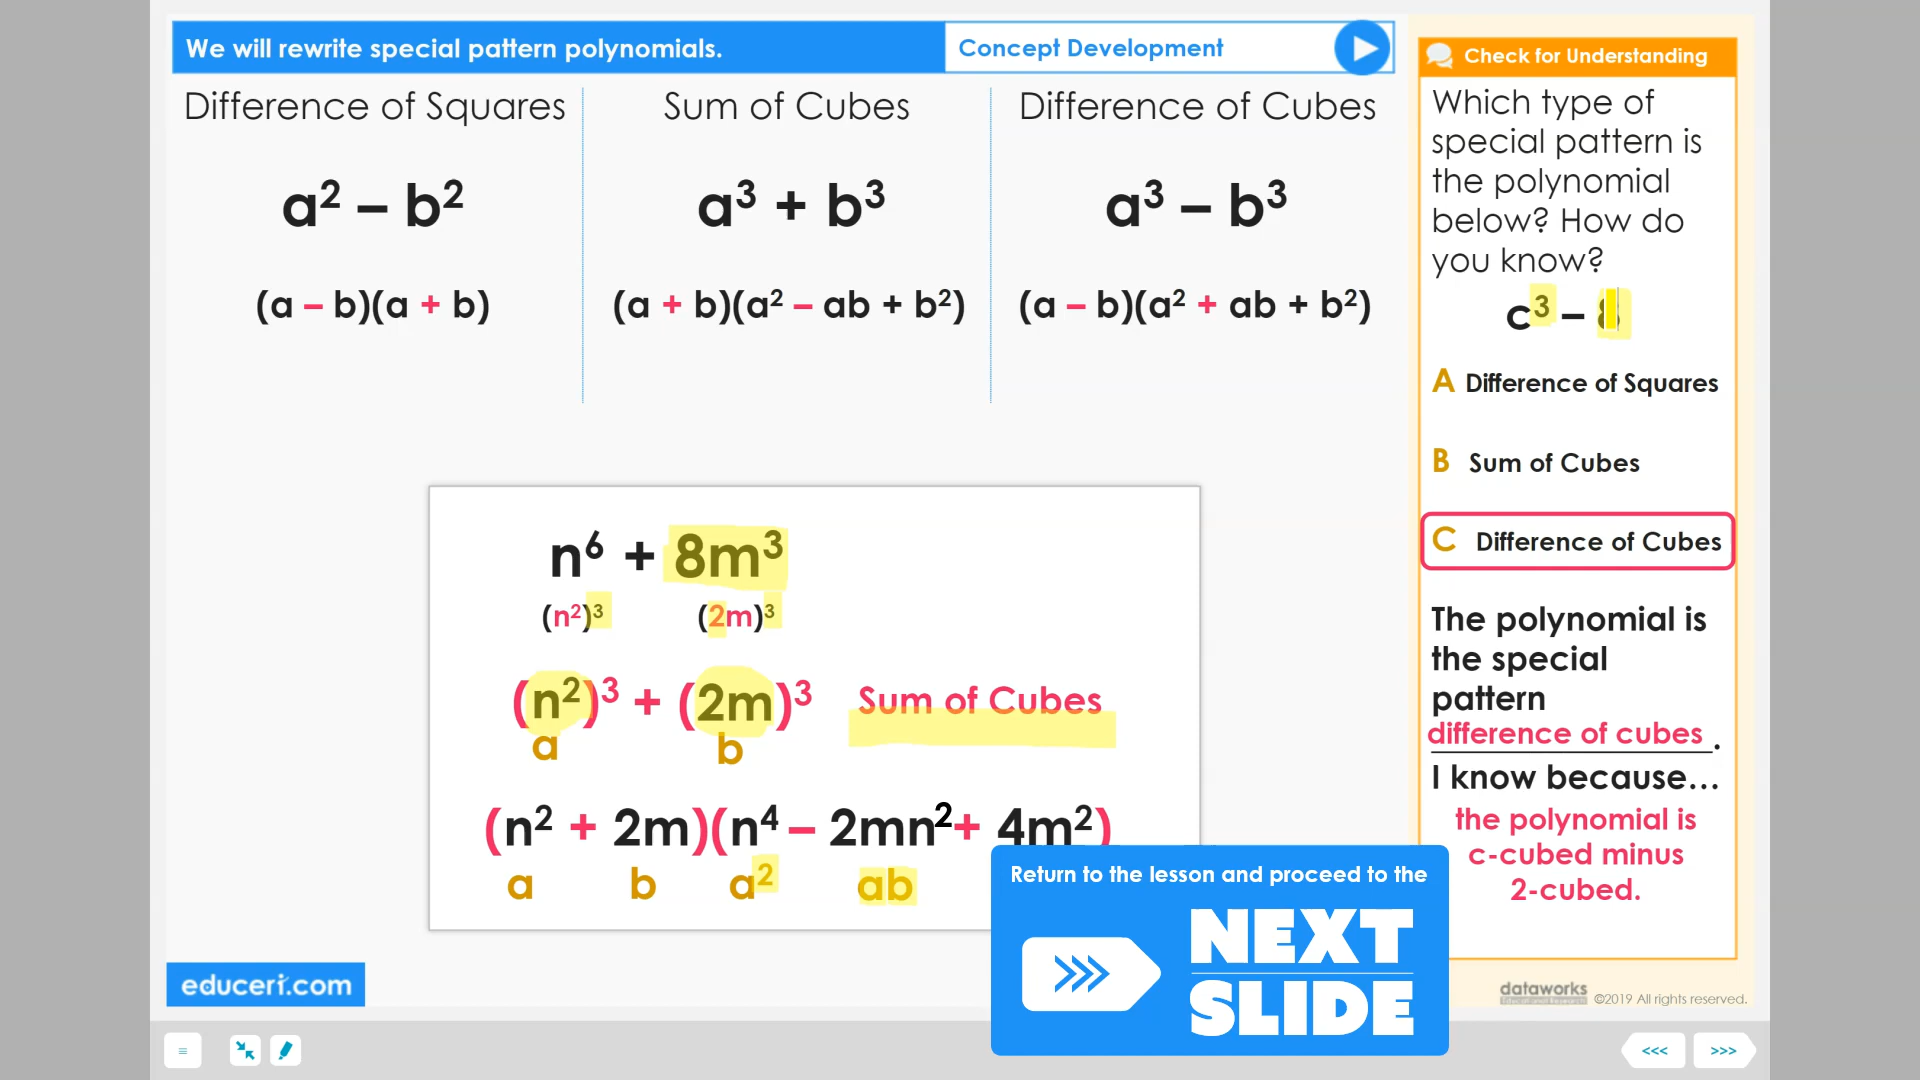 We will rewrite special pattern polynomials.
Concept Development
Difference of Squares
a² – b²
(a – b)(a + b)
Sum of Cubes
a³ + b³
(a + b)(a² – ab + b²)
Difference of Cubes
a³ – b³
(a – b)(a² + ab + b²)
n⁶ + 8m³
(n²)³ (2m)³
(n²)³ + (2m)³ Sum of Cubes
a b
(n² + 2m)(n⁴ – 2mn² + 4m²)
a b a² ab
Check for Understanding
Which type of
special pattern is
the polynomial
below? How do
you know?
c³ – 8
A Difference of Squares
B Sum of Cubes
C Difference of Cubes
The polynomial is
the special
pattern
difference of cubes.
I know because...
the polynomial is
c-cubed minus
2-cubed.
Return to the lesson and proceed to the
NEXT
SLIDE
educeri.com
dataworks
Educational Research
©2019 All rights reserved.
<<< >>>